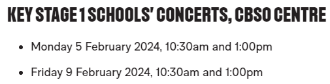 KEY STAGE 1 SCHOOLS' CONCERTS, CBSO CENTRE
• Monday 5 February 2024, 10:30am and 1:00pm
• Friday 9 February 2024, 10:30am and 1:00pm